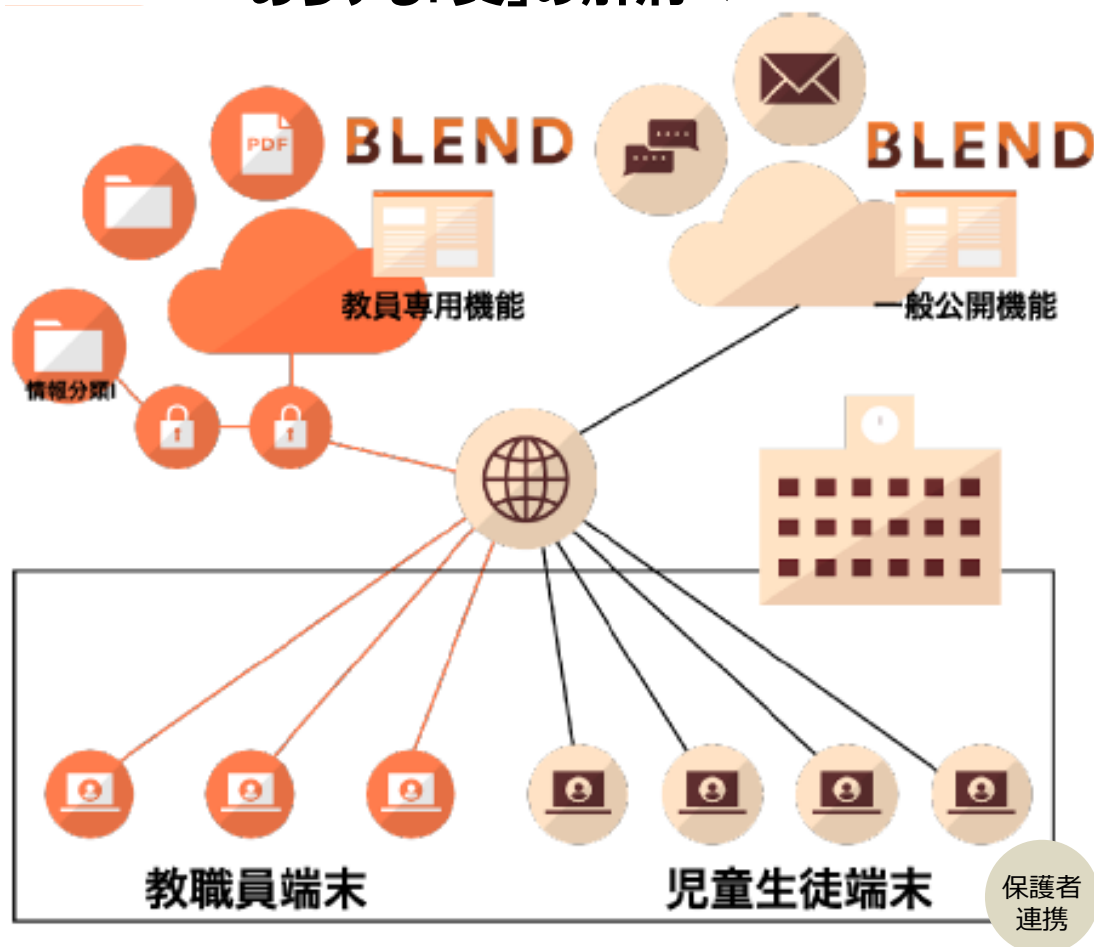 PDF
BLEND
BLEND
教員専用機能
一般公開機能
情報分類I
教職員端末
児童生徒端末
保護者
連携